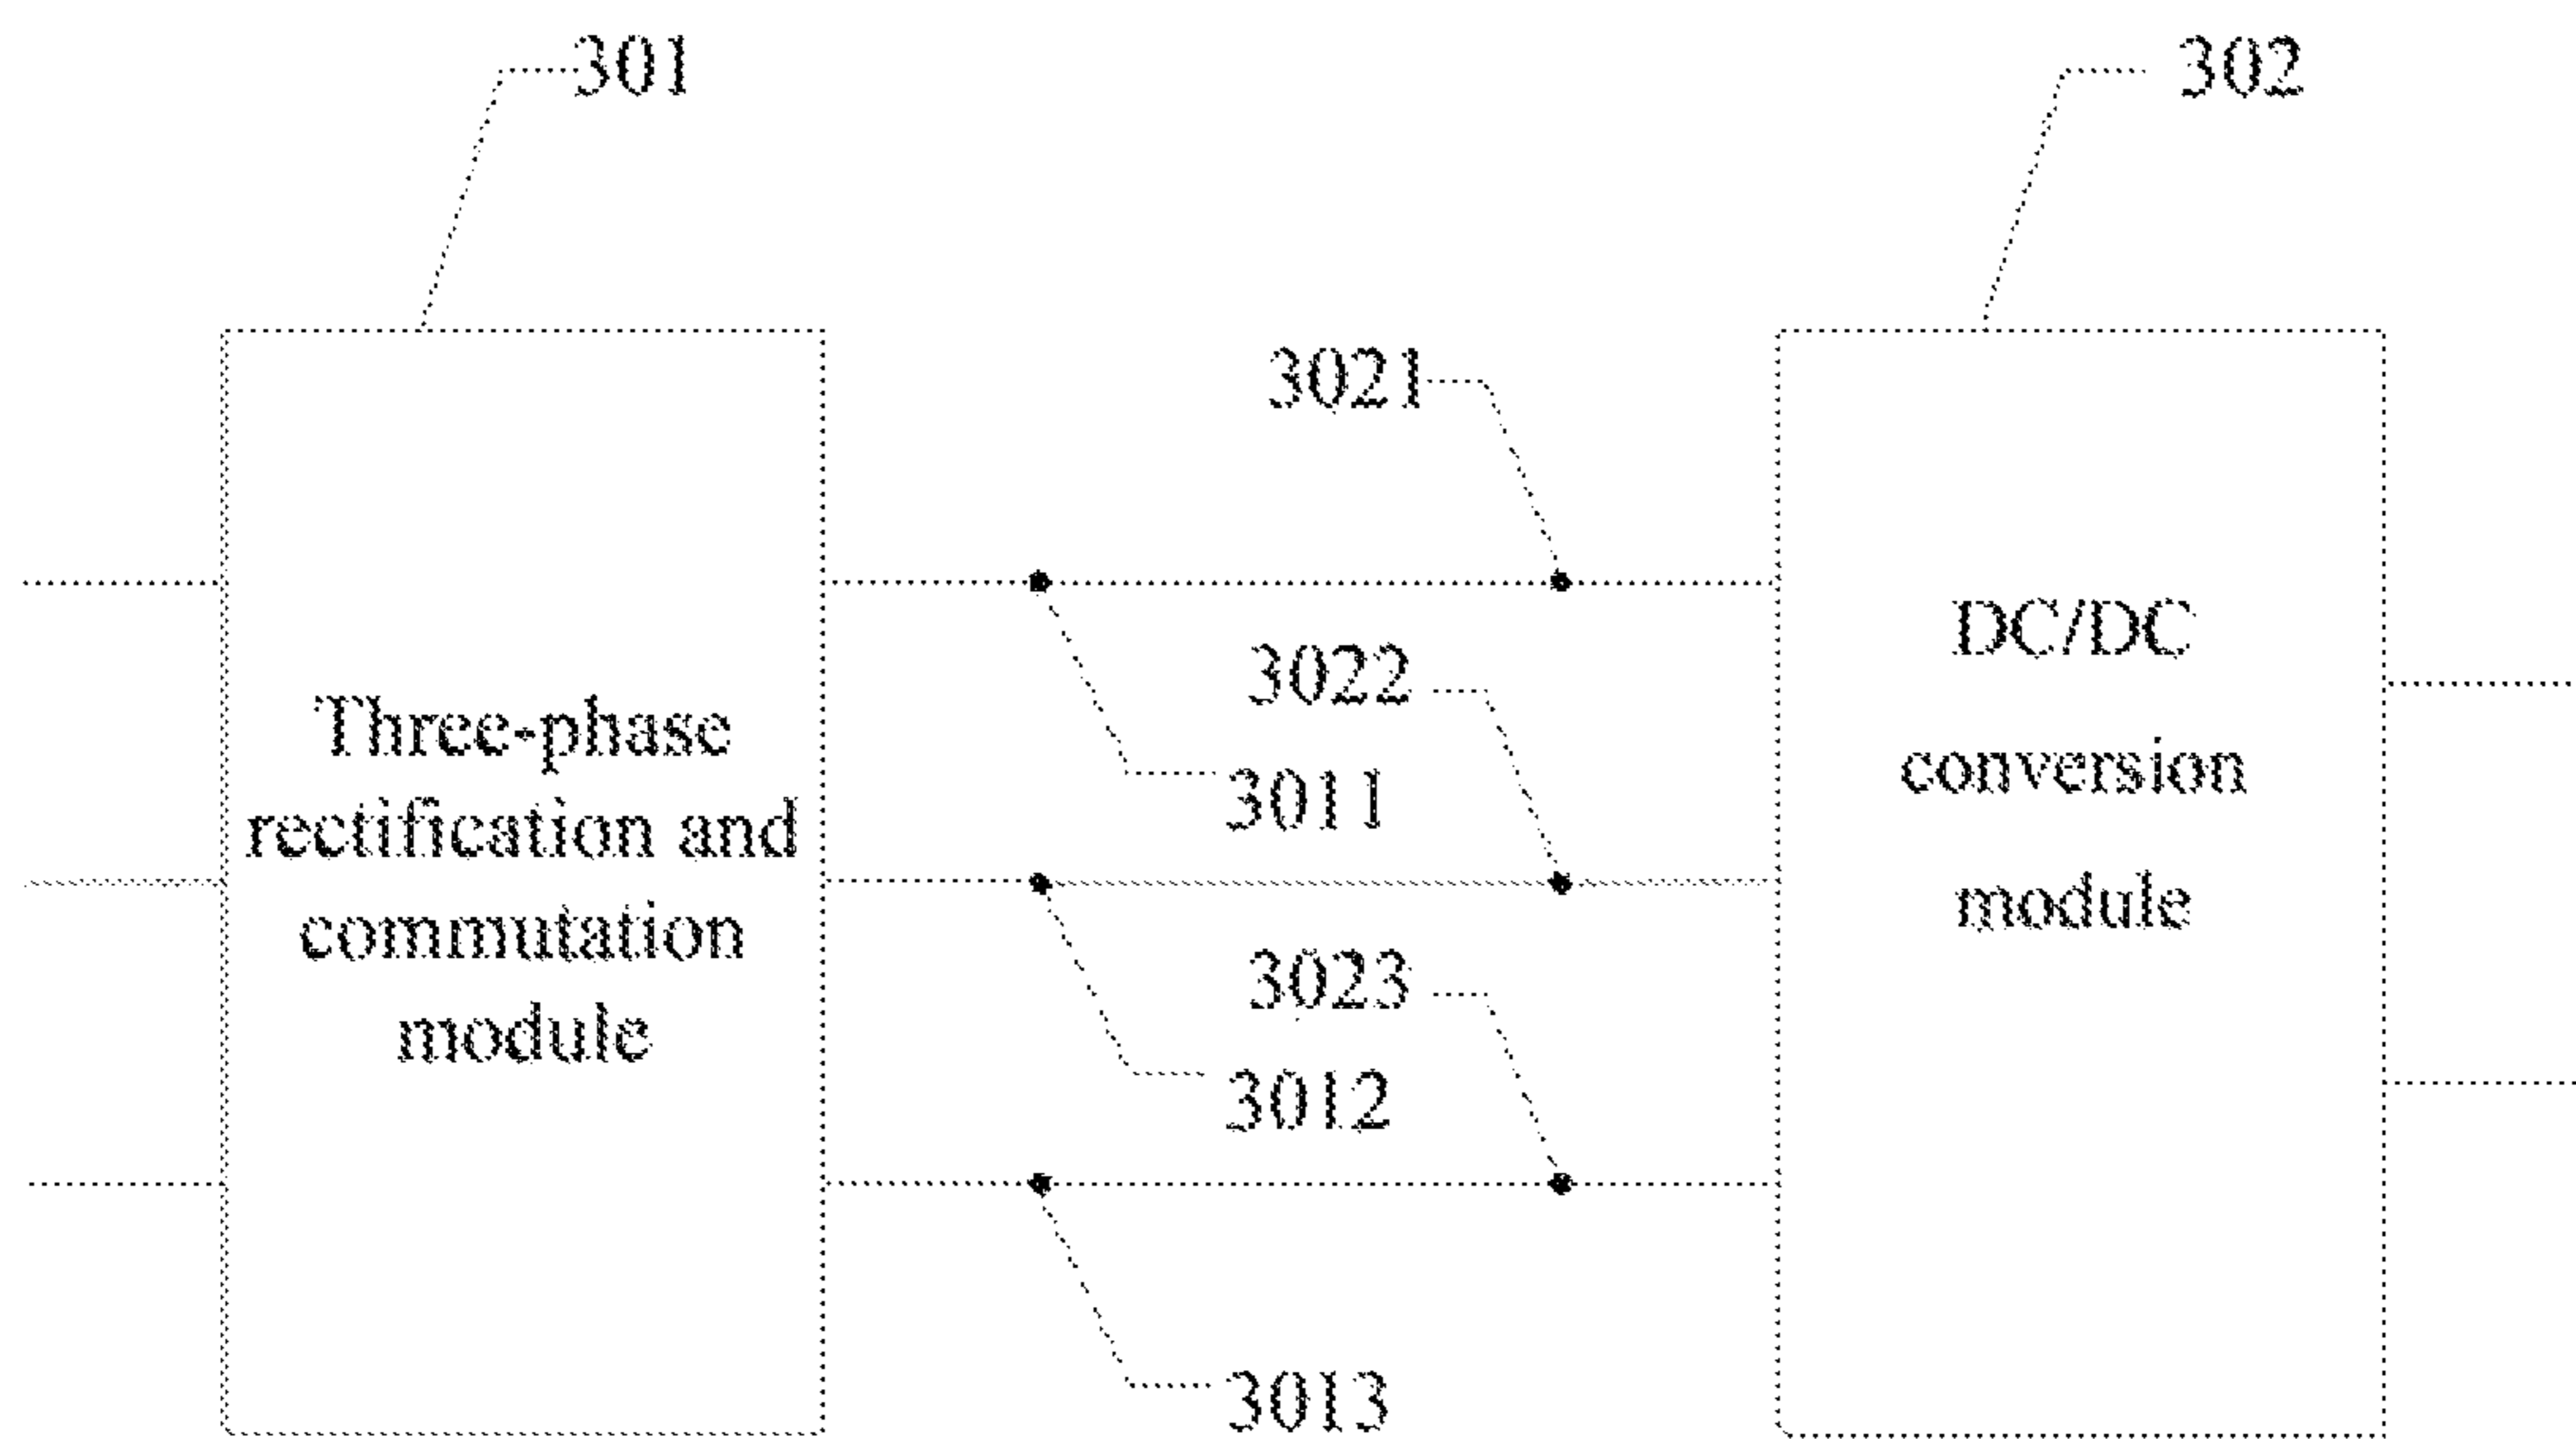 301
302
3021
3022
3011
3023
3012
3013
Three-phase
rectification and
commutation
module
DC/DC
conversion
module